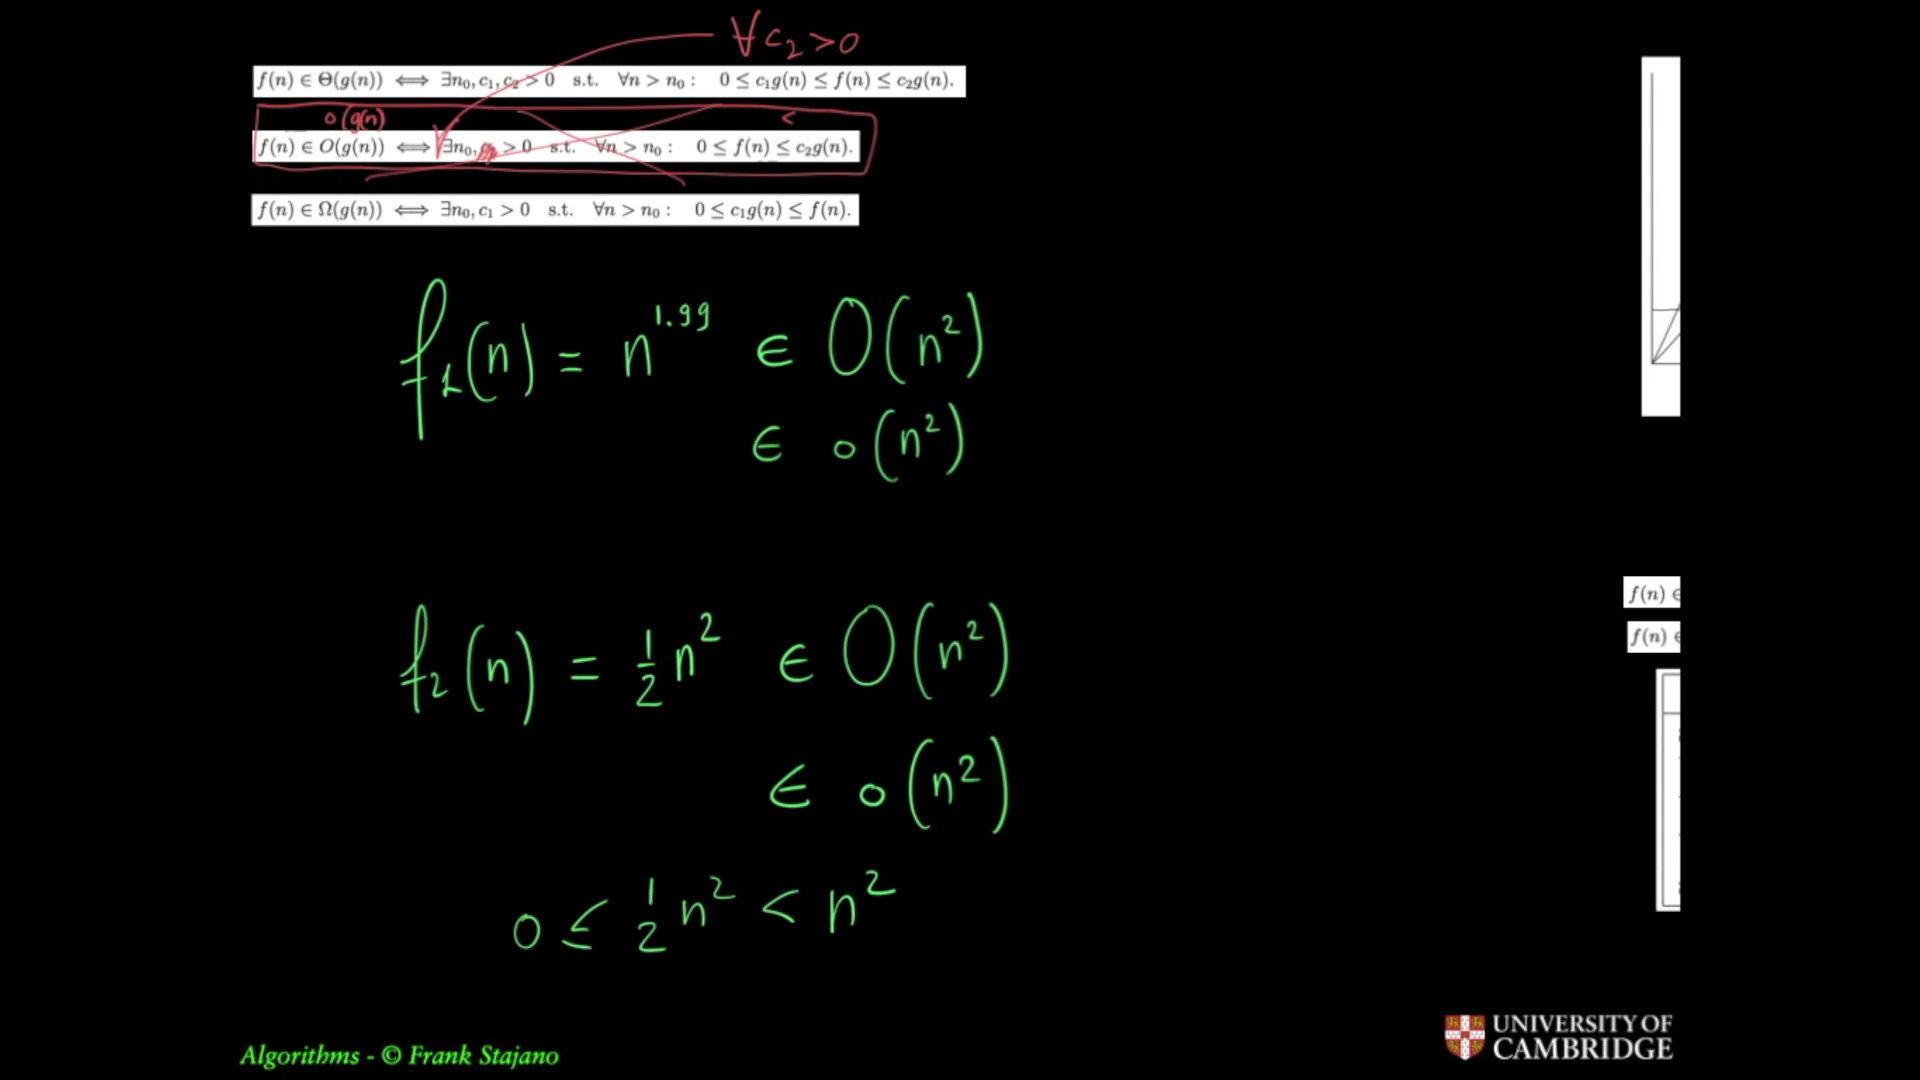 ∀ c₂ > 0
f(n) ∈ Θ(g(n)) ⟺ ∃n₀, c₁, c₂ > 0 s.t. ∀n > n₀ : 0 ≤ c₁g(n) ≤ f(n) ≤ c₂g(n).
o(g(n) <
f(n) ∈ O(g(n)) ⟺ ∃n₀, > 0 s.t. ∀n > n₀ : 0 ≤ f(n) ≤ c₂g(n).
f(n) ∈ Ω(g(n)) ⟺ ∃n₀, c₁ > 0 s.t. ∀n > n₀ : 0 ≤ c₁g(n) ≤ f(n).
f₁(n) = n^1.99 ∈ O(n²)
∈ o(n²)
f(n) ∈
f(n) ∈
f₂(n) = ½n² ∈ O(n²)
∈ o(n²)
0 ≤ ½n² < n²
Algorithms - © Frank Stajano
UNIVERSITY OF
CAMBRIDGE